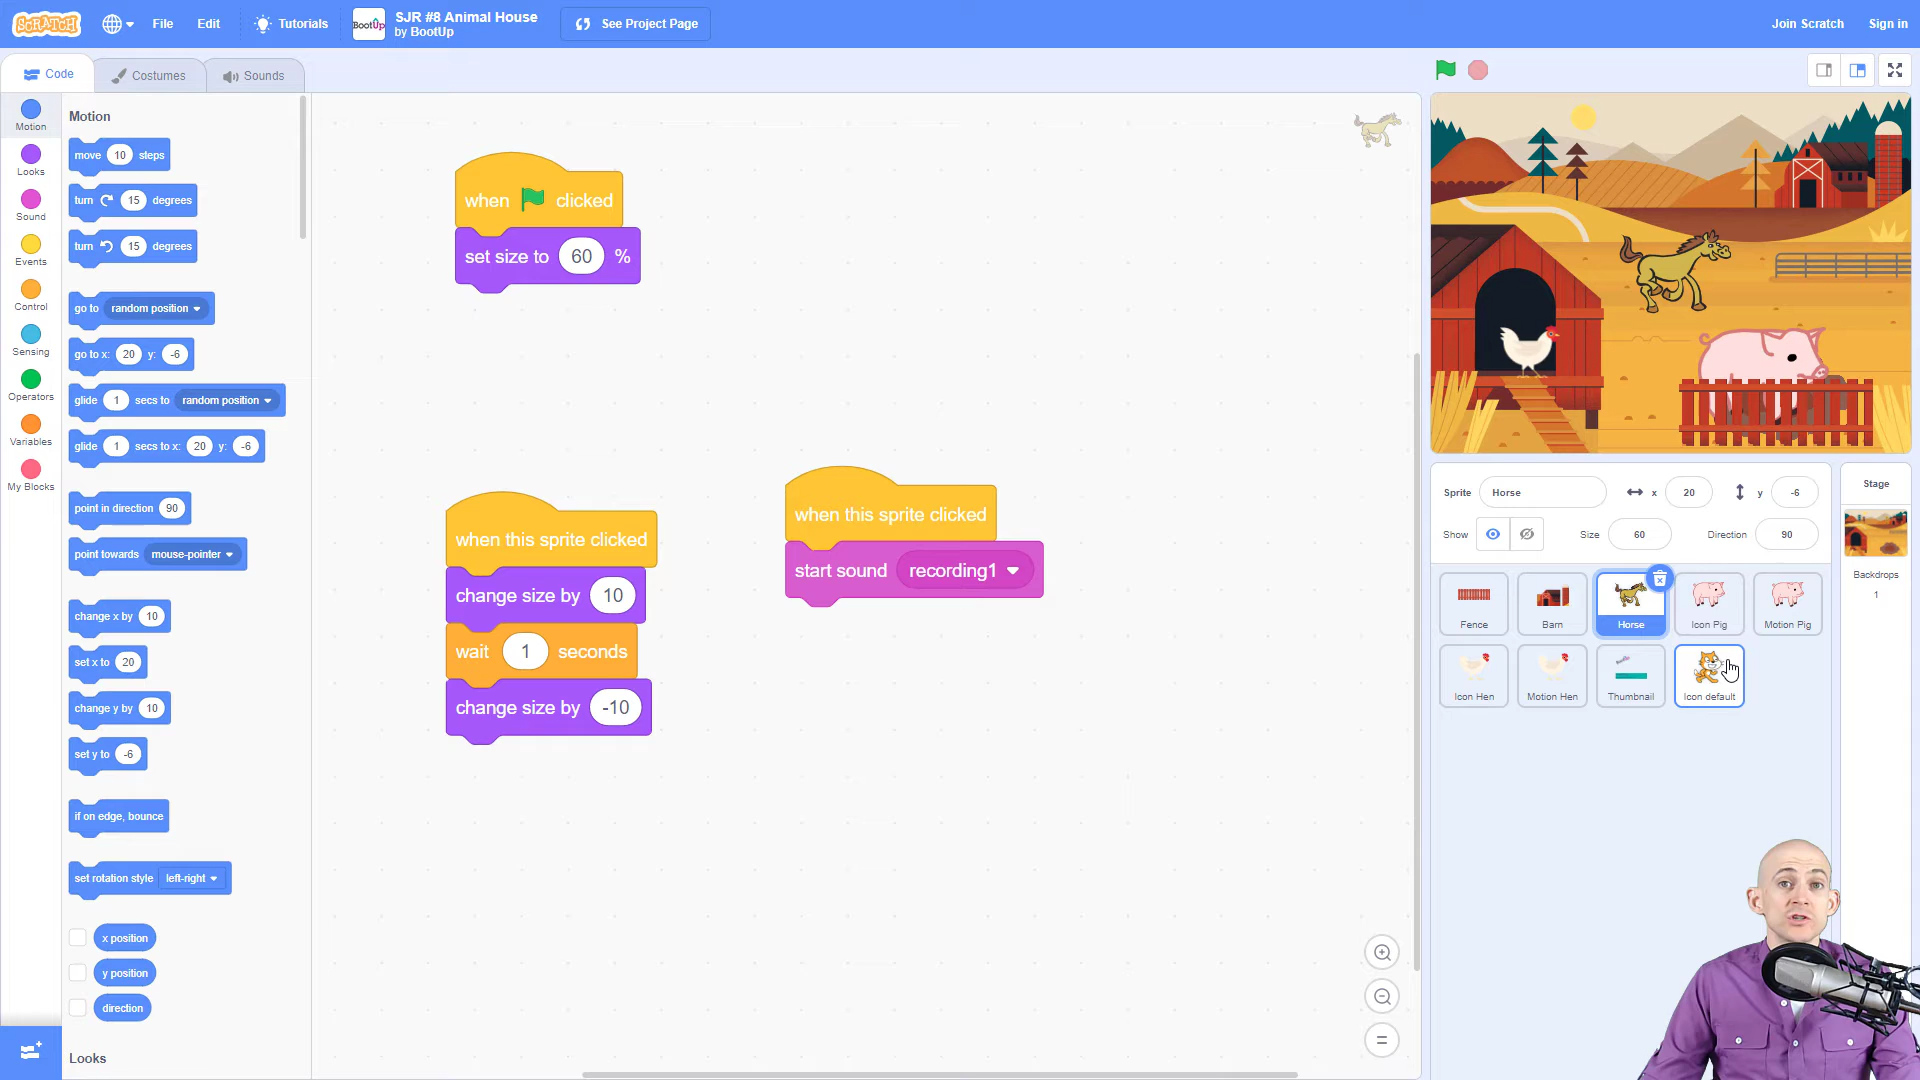 SCRATCH
File
Edit
Tutorials
BootUp
SJR #8 Animal House
by BootUp
See Project Page
Join Scratch
Sign in
Code
Costumes
Sounds
Motion
Looks
Sound
Events
Control
Sensing
Operators
Variables
My Blocks
Motion
move 10 steps
turn 15 degrees
turn 15 degrees
go to random position
go to x: 20 y: -6
glide 1 secs to random position
glide 1 secs to x: 20 y: -6
point in direction 90
point towards mouse-pointer
change x by 10
set x to 20
change y by 10
set y to -6
if on edge, bounce
set rotation style left-right
x position
y position
direction
Looks
when clicked
set size to 60 %
when this sprite clicked
change size by 10
wait 1 seconds
change size by -10
when this sprite clicked
start sound recording1
Sprite Horse x 20 y -6
Show Size 60 Direction 90
Fence
Barn
Horse
Icon Pig
Motion Pig
Icon Hen
Motion Hen
Thumbnail
Icon default
Stage
Backdrops
1